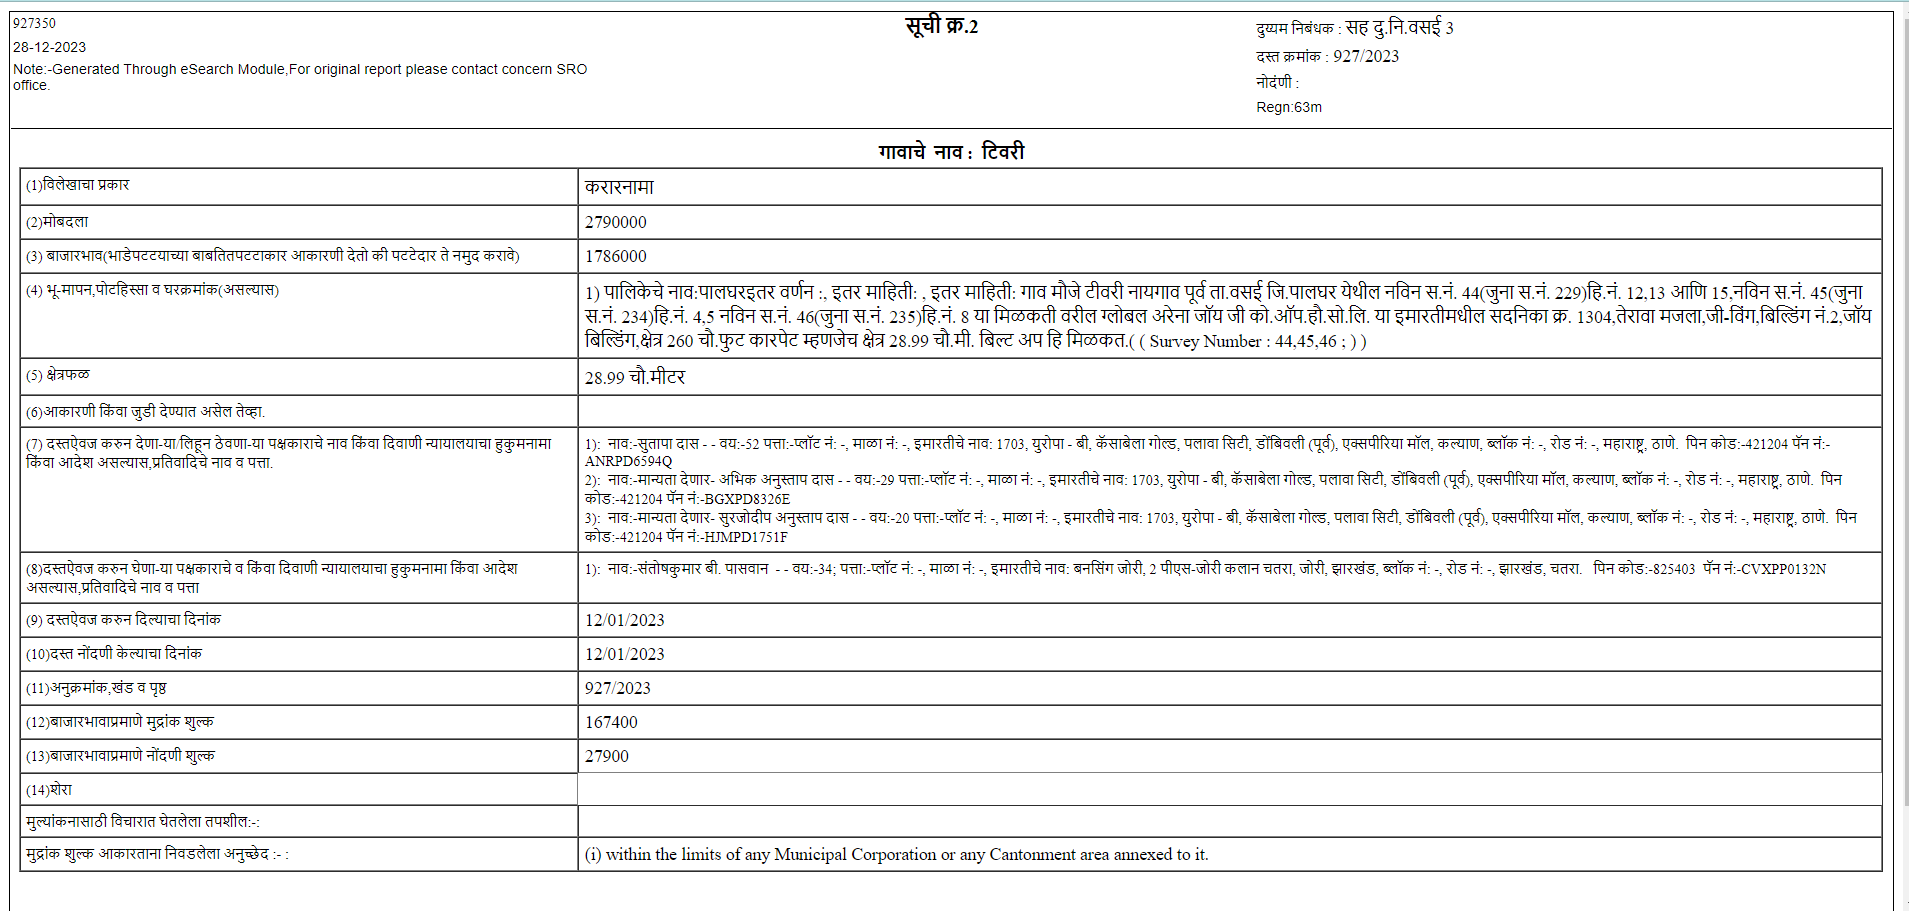 927350
28-12-2023
Note:-Generated Through eSearch Module,For original report please contact concern SRO
office.
सूची क्र.2
दुय्यम निबंधक : सह दु.नि.वसई 3
दस्त क्रमांक : 927/2023
नोदंणी :
Regn:63m
गावाचे नाव : टिवरी
(1)विलेखाचा प्रकार
करारनामा
(2)मोबदला
2790000
(3) बाजारभाव(भाडेपटटयाच्या बाबतितपटटाकार आकारणी देतो की पटटेदार ते नमुद करावे)
1786000
(4) भू-मापन,पोटहिस्सा व घरक्रमांक(असल्यास)
1) पालिकेचे नाव:पालघरइतर वर्णन :, इतर माहिती: , इतर माहिती: गाव मौजे टीवरी नायगाव पूर्व ता.वसई जि.पालघर येथील नविन स.नं. 44(जुना स.नं. 229)हि.नं. 12,13 आणि 15,नविन स.नं. 45(जुना
स.नं. 234)हि.नं. 4,5 नविन स.नं. 46(जुना स.नं. 235)हि.नं. 8 या मिळकती वरील ग्लोबल अरेना जॉय जी को.ऑप.हौ.सो.लि. या इमारतीमधील सदनिका क्र. 1304,तेरावा मजला,जी-विंग,बिल्डिंग नं.2,जॉय
बिल्डिंग,क्षेत्र 260 चौ.फुट कारपेट म्हणजेच क्षेत्र 28.99 चौ.मी. बिल्ट अप हि मिळकत.( ( Survey Number : 44,45,46 ; ) )
(5) क्षेत्रफळ
28.99 चौ.मीटर
(6)आकारणी किंवा जुडी देण्यात असेल तेव्हा.
(7) दस्तऐवज करुन देणा-या/लिहून ठेवणा-या पक्षकाराचे नाव किंवा दिवाणी न्यायालयाचा हुकुमनामा
किंवा आदेश असल्यास,प्रतिवादिचे नाव व पत्ता.
1): नाव:-सुतापा दास - - वय:-52 पत्ता:-प्लॉट नं: -, माळा नं: -, इमारतीचे नाव: 1703, युरोपा - बी, कॅसाबेला गोल्ड, पलावा सिटी, डोंबिवली (पूर्व), एक्सपीरिया मॉल, कल्याण, ब्लॉक नं: -, रोड नं: -, महाराष्ट्र, ठाणे. पिन कोड:-421204 पॅन नं:-
ANRPD6594Q
2): नाव:-मान्यता देणार- अभिक अनुस्ताप दास - - वय:-29 पत्ता:-प्लॉट नं: -, माळा नं: -, इमारतीचे नाव: 1703, युरोपा - बी, कॅसाबेला गोल्ड, पलावा सिटी, डोंबिवली (पूर्व), एक्सपीरिया मॉल, कल्याण, ब्लॉक नं: -, रोड नं: -, महाराष्ट्र, ठाणे. पिन
कोड:-421204 पॅन नं:-BGXPD8326E
3): नाव:-मान्यता देणार- सुरजोदीप अनुस्ताप दास - - वय:-20 पत्ता:-प्लॉट नं: -, माळा नं: -, इमारतीचे नाव: 1703, युरोपा - बी, कॅसाबेला गोल्ड, पलावा सिटी, डोंबिवली (पूर्व), एक्सपीरिया मॉल, कल्याण, ब्लॉक नं: -, रोड नं: -, महाराष्ट्र, ठाणे. पिन
कोड:-421204 पॅन नं:-HJMPD1751F
(8)दस्तऐवज करुन घेणा-या पक्षकाराचे व किंवा दिवाणी न्यायालयाचा हुकुमनामा किंवा आदेश
असल्यास,प्रतिवादिचे नाव व पत्ता
1): नाव:-संतोषकुमार बी. पासवान - - वय:-34; पत्ता:-प्लॉट नं: -, माळा नं: -, इमारतीचे नाव: बनसिंग जोरी, 2 पीएस-जोरी कलान चतरा, जोरी, झारखंड, ब्लॉक नं: -, रोड नं: -, झारखंड, चतरा. पिन कोड:-825403 पॅन नं:-CVXPP0132N
(9) दस्तऐवज करुन दिल्याचा दिनांक
12/01/2023
(10)दस्त नोंदणी केल्याचा दिनांक
12/01/2023
(11)अनुक्रमांक,खंड व पृष्ठ
927/2023
(12)बाजारभावाप्रमाणे मुद्रांक शुल्क
167400
(13)बाजारभावाप्रमाणे नोंदणी शुल्क
27900
(14)शेरा
मुल्यांकनासाठी विचारात घेतलेला तपशील:-:
मुद्रांक शुल्क आकारताना निवडलेला अनुच्छेद :- :
(i) within the limits of any Municipal Corporation or any Cantonment area annexed to it.